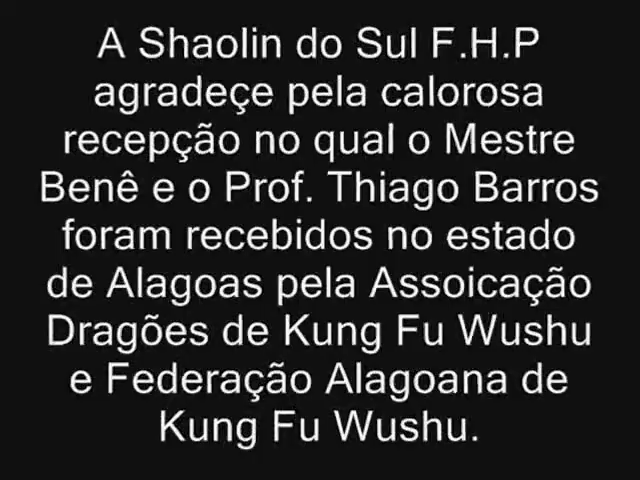 A Shaolin do Sul F.H.P
agradeçe pela calorosa
recepção no qual o Mestre
Benê e o Prof. Thiago Barros
foram recebidos no estado
de Alagoas pela Assoicação
Dragões de Kung Fu Wushu
e Federação Alagoana de
Kung Fu Wushu.